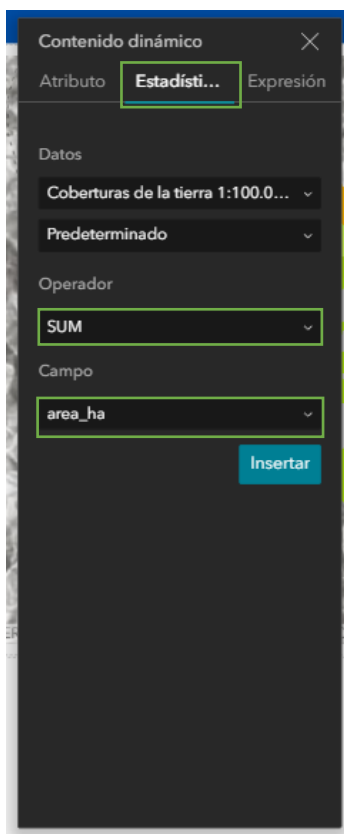 Contenido dinámico
Atributo Estadísti... Expresión
Datos
Coberturas de la tierra 1:100.0...
Predeterminado
Operador
SUM
Campo
area_ha
Insertar